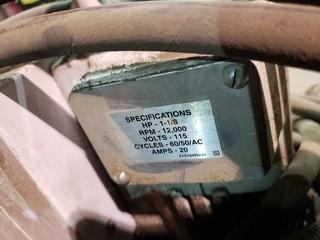 SPECIFICATIONS
HP - 1-1/8
RPM - 12,000
VOLTS - 115
CYCLES - 60/50/AC
AMPS - 20